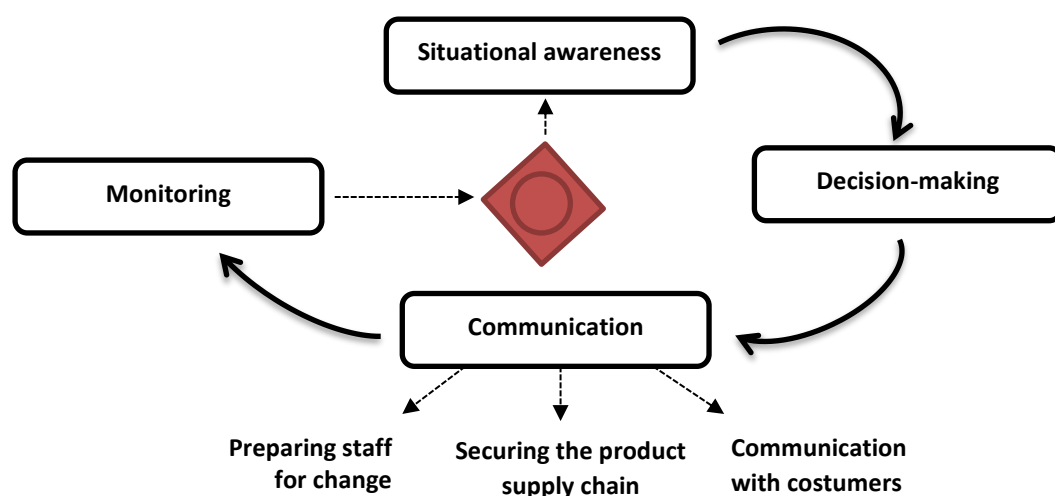 Situational awareness
Monitoring
Decision-making
Communication
Preparing staff
for change
Securing the product
supply chain
Communication
with costumers